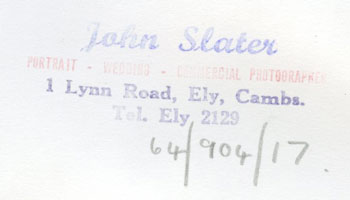 John Slater
PORTRAIT - WEDDING - COMMERCIAL PHOTOGRAPHER
1 Lynn Road, Ely, Cambs.
Tel. Ely 2129
64/904/17.